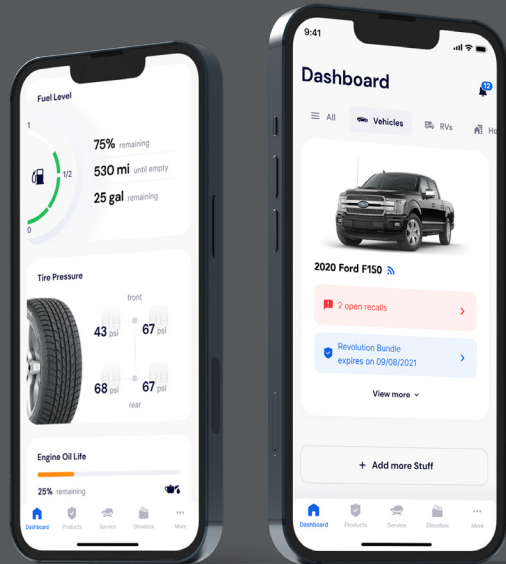 Fuel Level
1
1/2
0
75% remaining
530 mi until empty
25 gal remaining
Tire Pressure
front
43 psi 67 psi
68 psi 67 psi
rear
Engine Oil Life
25% remaining
Dashboard Products Service Glovebox More
9:41
Dashboard
12
All Vehicles RVs Ho
2020 Ford F150
2 open recalls
Revolution Bundle
expires on 09/08/2021
View more
+ Add more Stuff
Dashboard Products Service Glovebox More